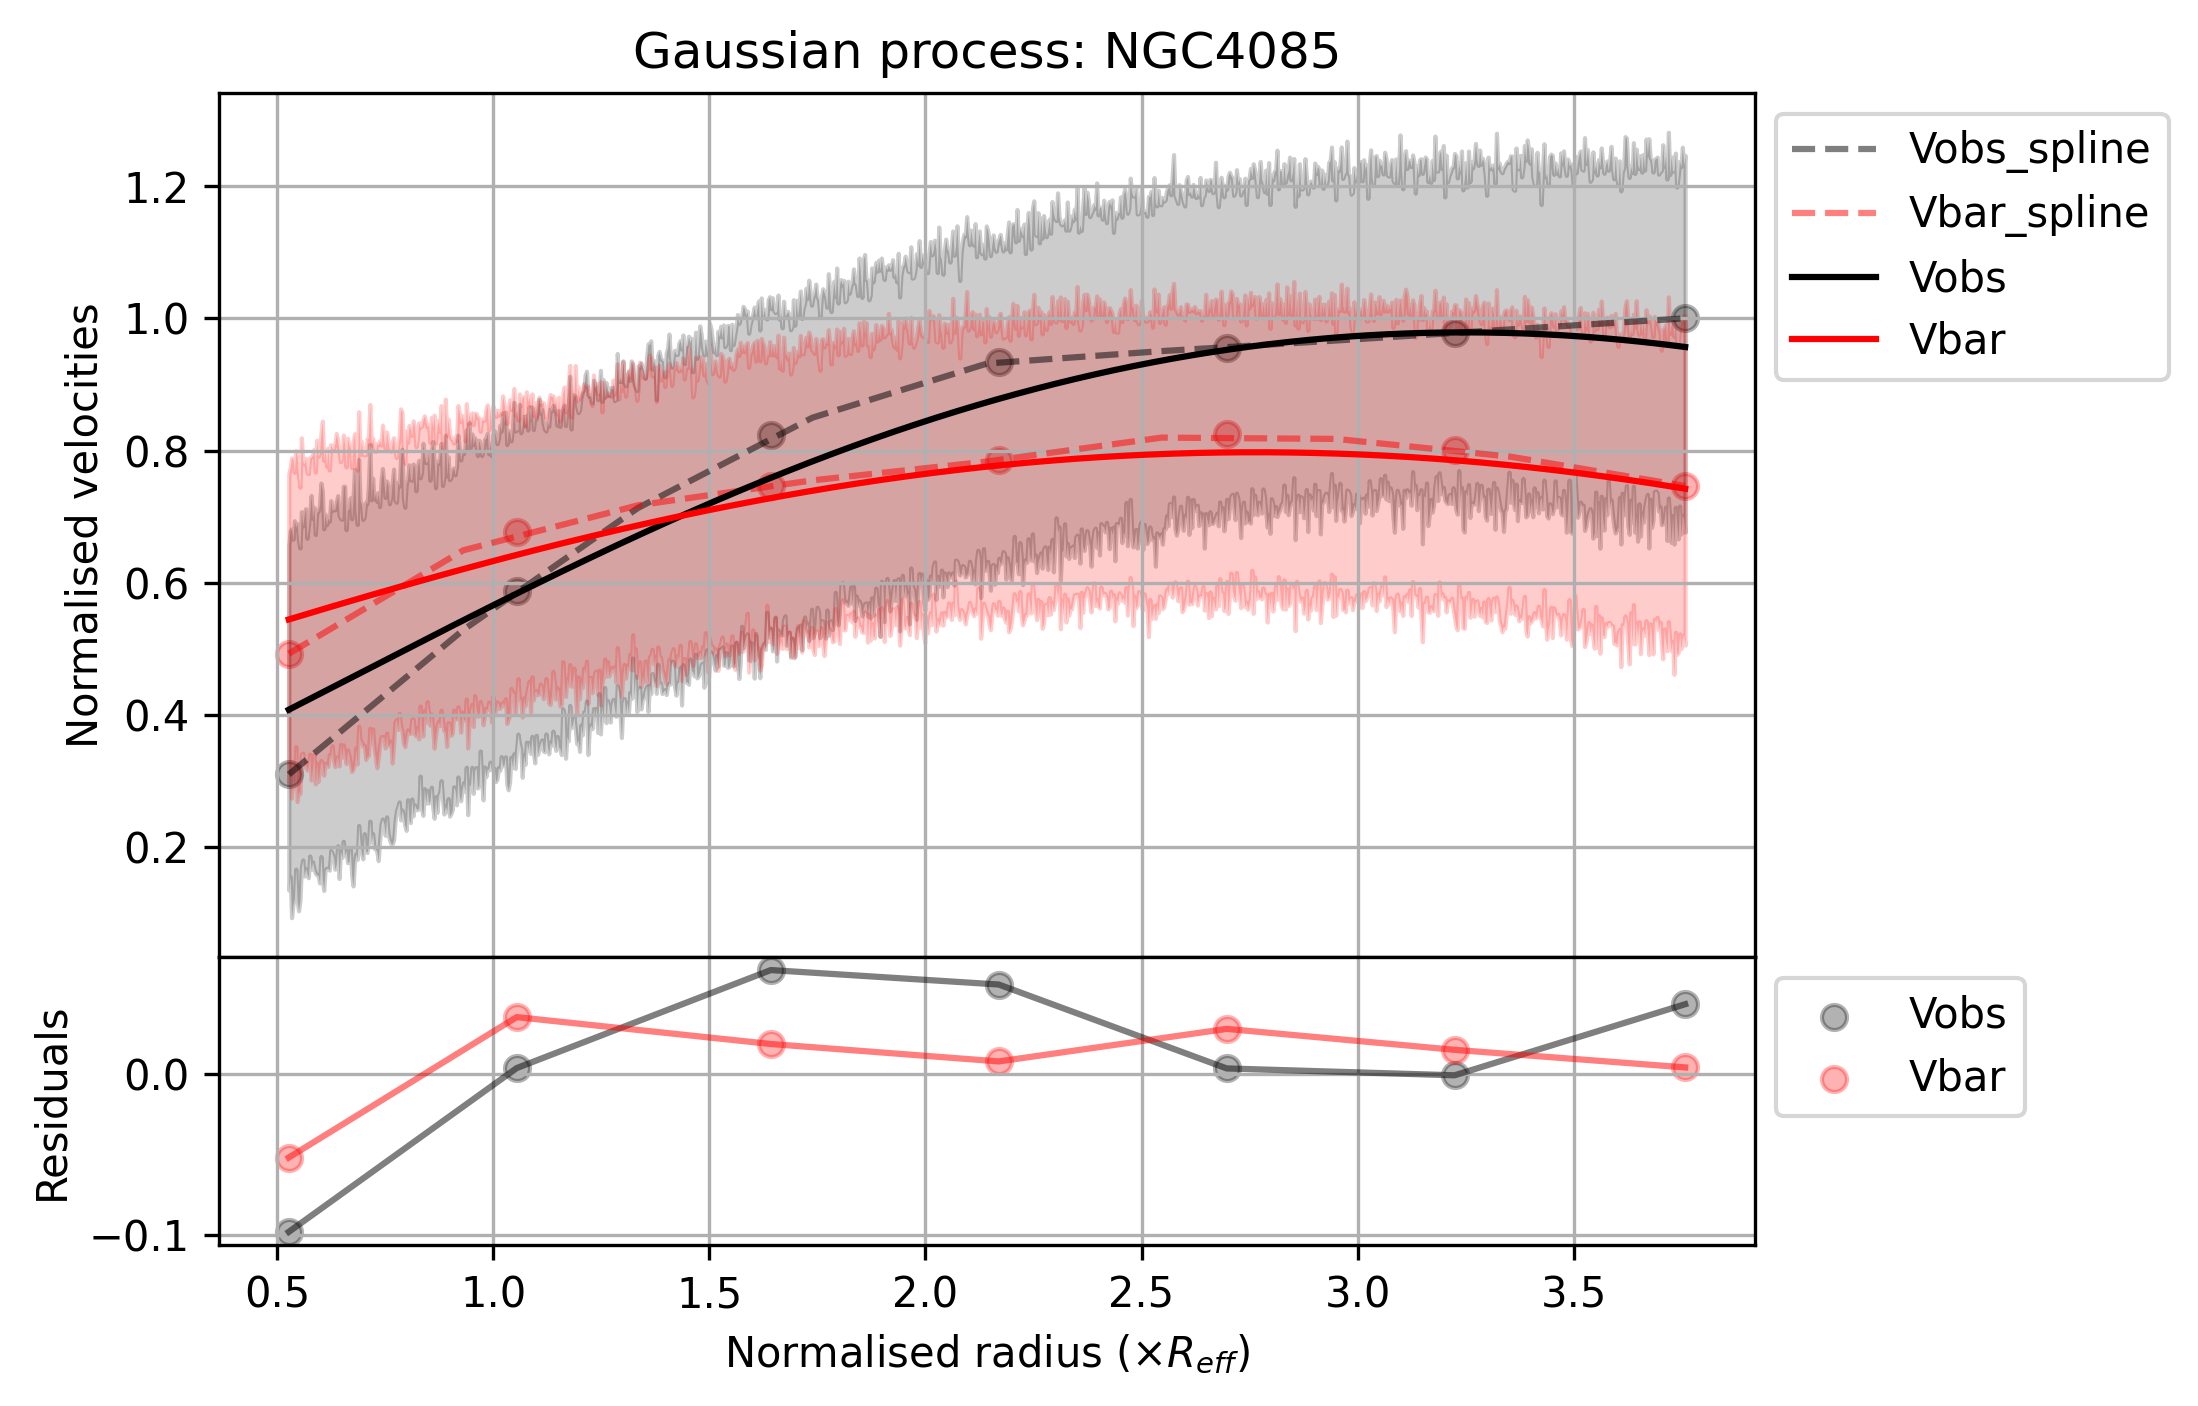 Gaussian process: NGC4085
Normalised velocities
1.2
1.0
0.8
0.6
0.4
0.2
Vobs_spline
Vbar_spline
Vobs
Vbar
Residuals
0.0
−0.1
Vobs
Vbar
0.5 1.0 1.5 2.0 2.5 3.0 3.5
Normalised radius (×R_eff)